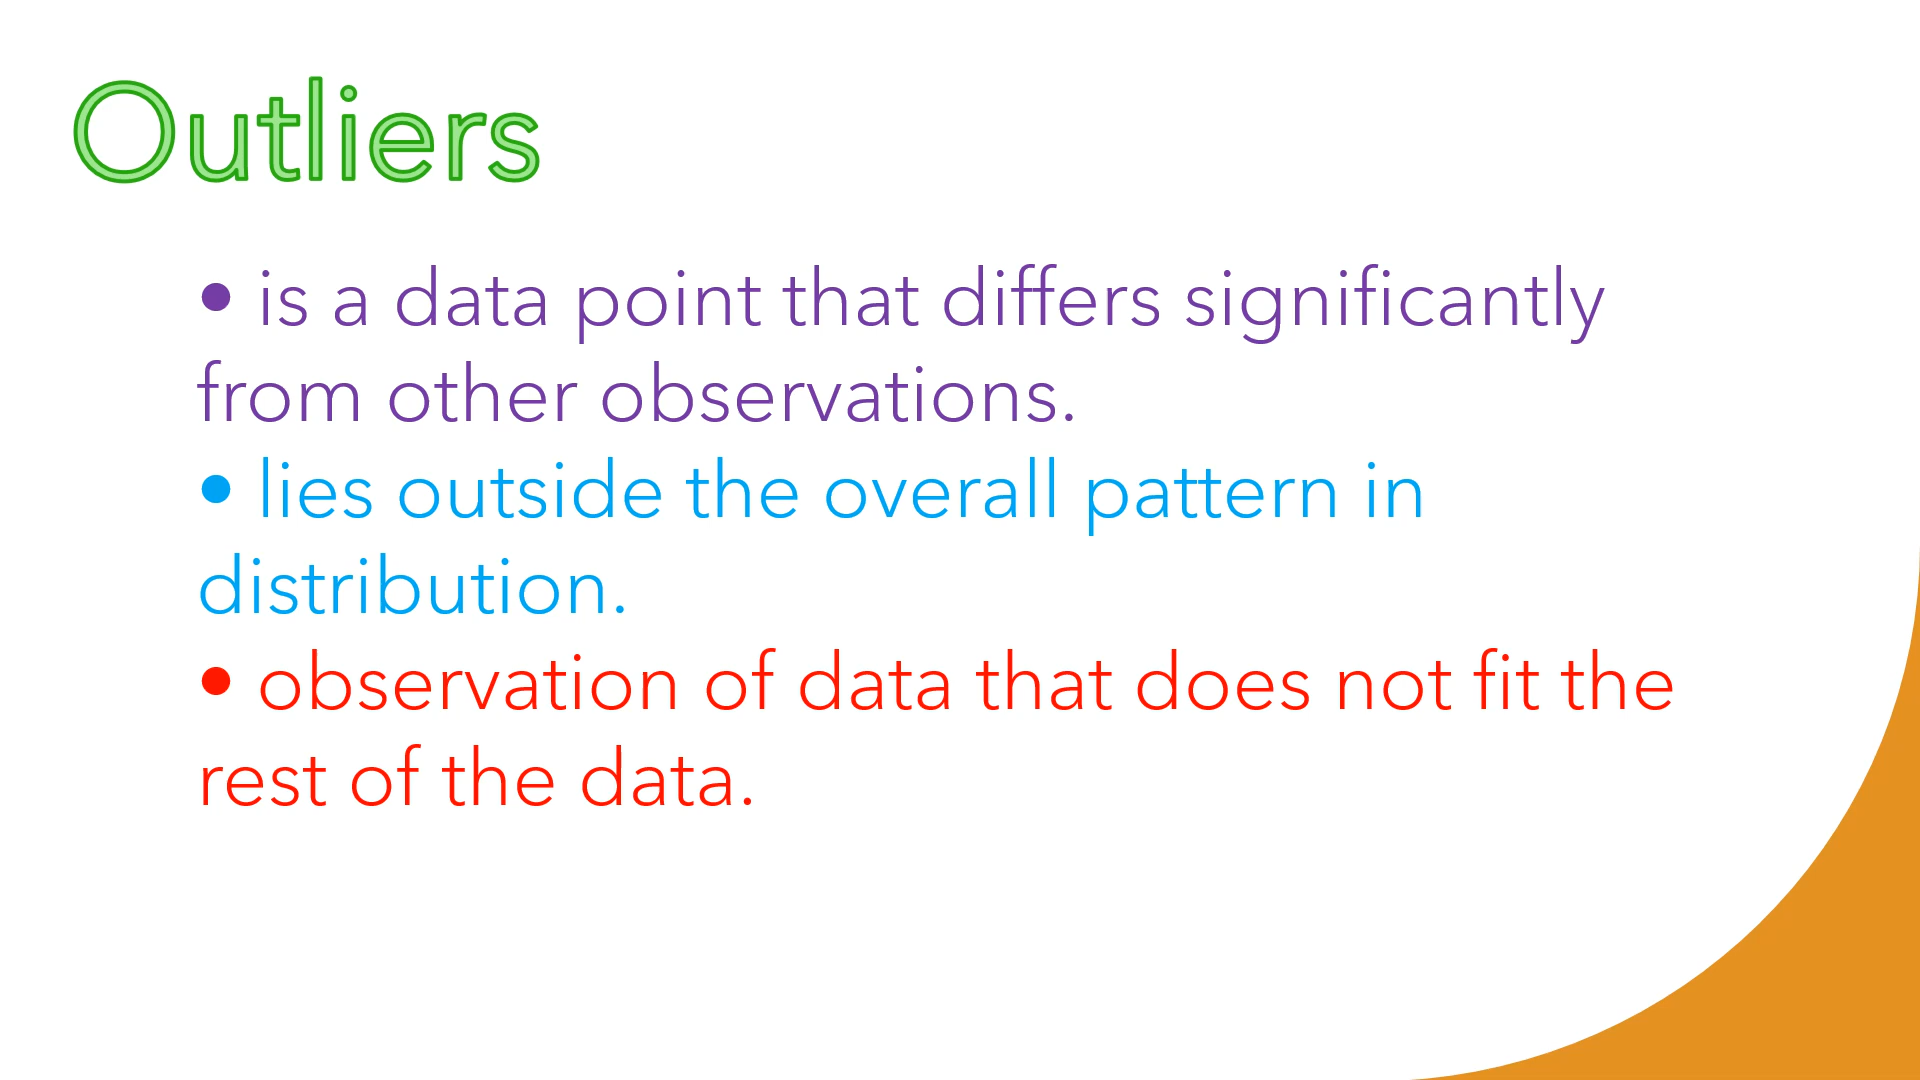 Outliers
• is a data point that differs significantly
from other observations.
• lies outside the overall pattern in
distribution.
• observation of data that does not fit the
rest of the data.